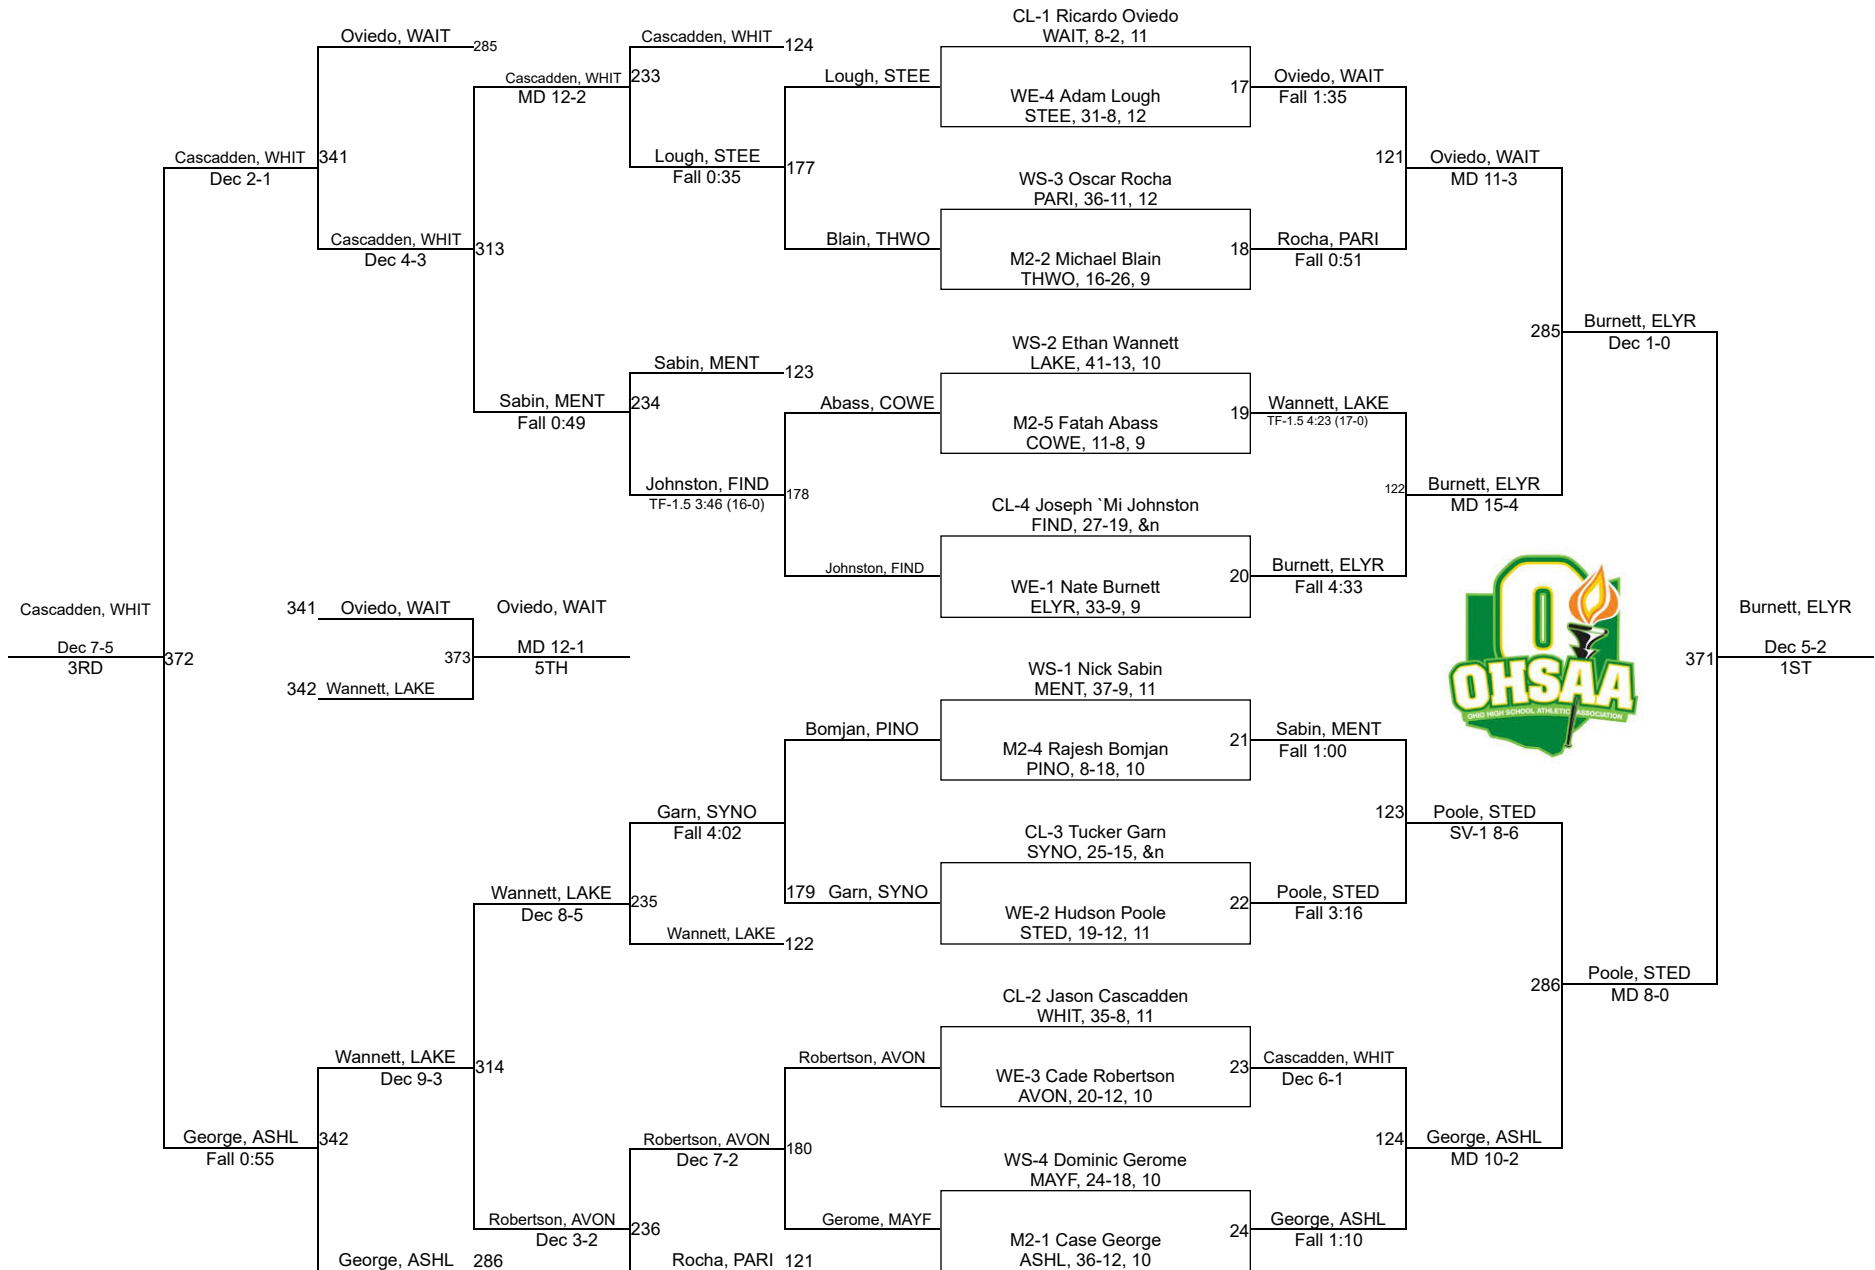 CL-1 Ricardo Oviedo
WAIT, 8-2, 11
WE-4 Adam Lough
STEE, 31-8, 12
17
WS-3 Oscar Rocha
PARI, 36-11, 12
M2-2 Michael Blain
THWO, 16-26, 9
18
WS-2 Ethan Wannett
LAKE, 41-13, 10
M2-5 Fatah Abass
COWE, 11-8, 9
19
CL-4 Joseph `Mi Johnston
FIND, 27-19, &n
WE-1 Nate Burnett
ELYR, 33-9, 9
20
WS-1 Nick Sabin
MENT, 37-9, 11
M2-4 Rajesh Bomjan
PINO, 8-18, 10
21
CL-3 Tucker Garn
SYNO, 25-15, &n
WE-2 Hudson Poole
STED, 19-12, 11
22
CL-2 Jason Cascadden
WHIT, 35-8, 11
WE-3 Cade Robertson
AVON, 20-12, 10
23
WS-4 Dominic Gerome
MAYF, 24-18, 10
M2-1 Case George
ASHL, 36-12, 10
24
Oviedo, WAIT
Fall 1:35
121
Rocha, PARI
Fall 0:51
Wannett, LAKE
TF-1.5 4:23 (17-0)
122
Burnett, ELYR
Fall 4:33
Sabin, MENT
Fall 1:00
123
Poole, STED
Fall 3:16
Cascadden, WHIT
Dec 6-1
124
George, ASHL
Fall 1:10
Oviedo, WAIT
MD 11-3
285
Burnett, ELYR
MD 15-4
Poole, STED
SV-1 8-6
286
George, ASHL
MD 10-2
Burnett, ELYR
Dec 1-0
371
Poole, STED
MD 8-0
Burnett, ELYR
Dec 5-2
1ST
OHSAA
OHIO HIGH SCHOOL ATHLETIC ASSOCIATION
Lough, STEE
177
Blain, THWO
Abass, COWE
178
Johnston, FIND
Bomjan, PINO
179 Garn, SYNO
Robertson, AVON
180
Gerome, MAYF
Cascadden, WHIT 124
233
Lough, STEE
Fall 0:35
Sabin, MENT 123
234
Johnston, FIND
TF-1.5 3:46 (16-0)
Garn, SYNO
Fall 4:02
235
Wannett, LAKE 122
Robertson, AVON
Dec 7-2
236
Rocha, PARI 121
Cascadden, WHIT
MD 12-2
313
Sabin, MENT
Fall 0:49
Wannett, LAKE
Dec 8-5
314
Robertson, AVON
Dec 3-2
Oviedo, WAIT 285
341
Cascadden, WHIT
Dec 4-3
Wannett, LAKE
Dec 9-3
342
George, ASHL 286
Cascadden, WHIT
Dec 2-1
372
George, ASHL
Fall 0:55
Cascadden, WHIT
Dec 7-5
3RD
341 Oviedo, WAIT
373
342 Wannett, LAKE
Oviedo, WAIT
MD 12-1
5TH